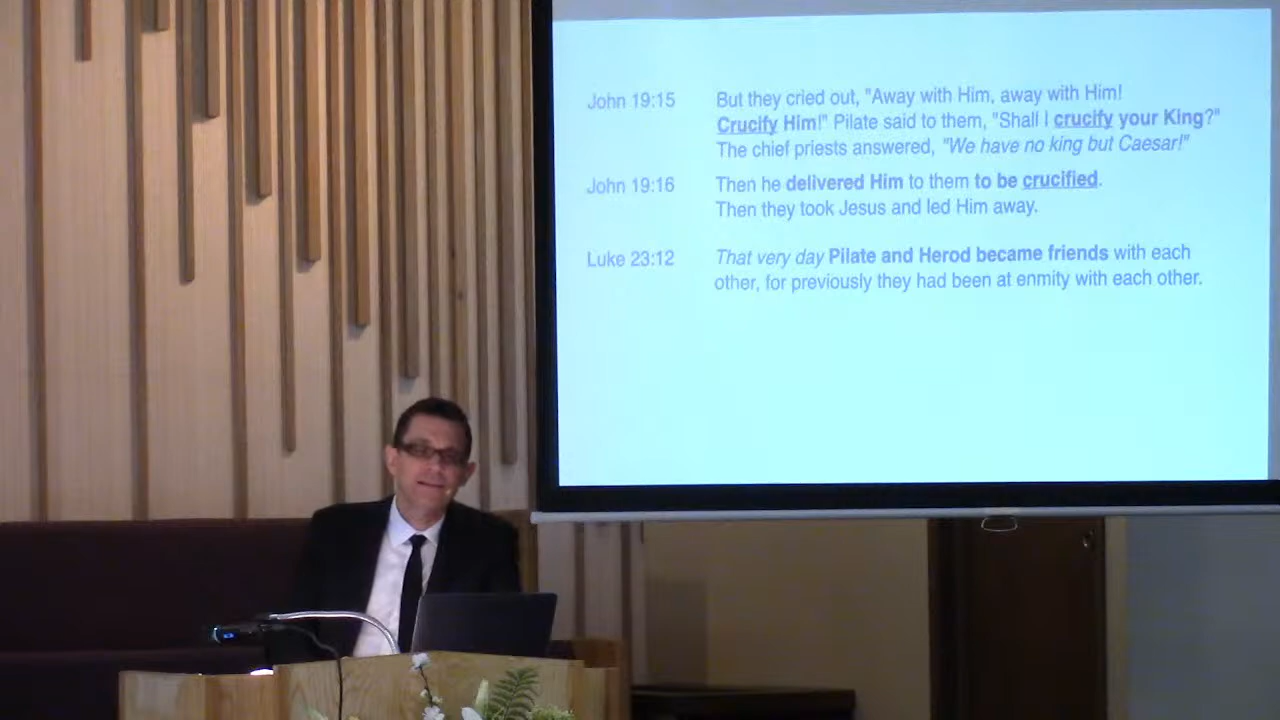 John 19:15 But they cried out, "Away with Him, away with Him!
Crucify Him!" Pilate said to them, "Shall I crucify your King?"
The chief priests answered, "We have no king but Caesar!"
John 19:16 Then he delivered Him to them to be crucified.
Then they took Jesus and led Him away.
Luke 23:12 That very day Pilate and Herod became friends with each
other, for previously they had been at enmity with each other.